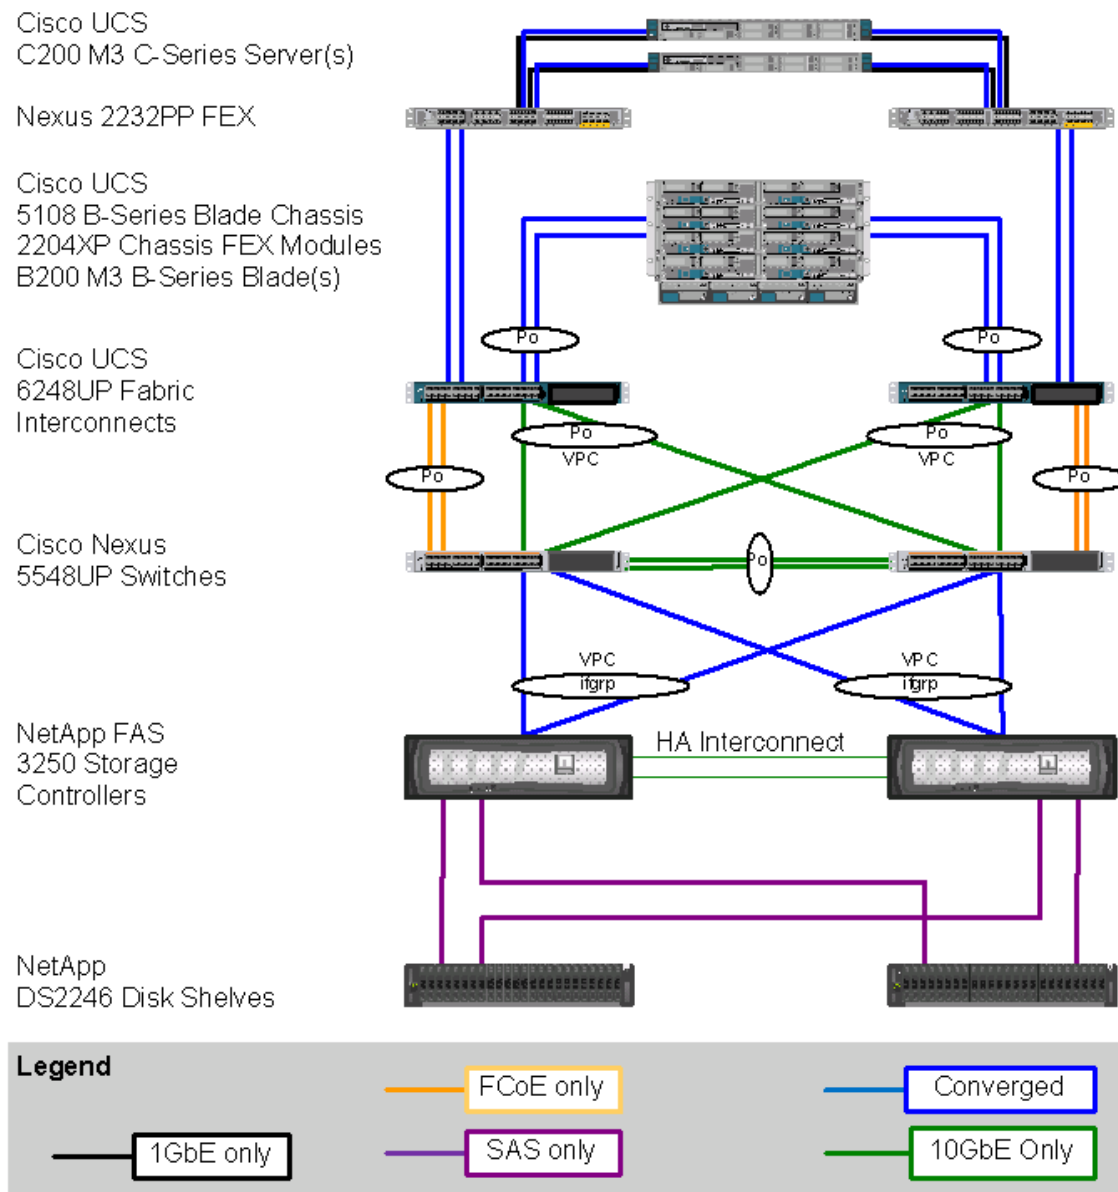 Cisco UCS
C200 M3 C-Series Server(s)
Nexus 2232PP FEX
Cisco UCS
5108 B-Series Blade Chassis
2204XP Chassis FEX Modules
B200 M3 B-Series Blade(s)
Po
Po
Cisco UCS
6248UP Fabric
Interconnects
Po
VPC
Po
VPC
Po
Po
Cisco Nexus
5548UP Switches
Po
VPC
ifgrp
VPC
ifgrp
NetApp FAS
3250 Storage
Controllers
HA Interconnect
NetApp
DS2246 Disk Shelves
Legend
FCoE only
Converged
1GbE only
SAS only
10GbE Only